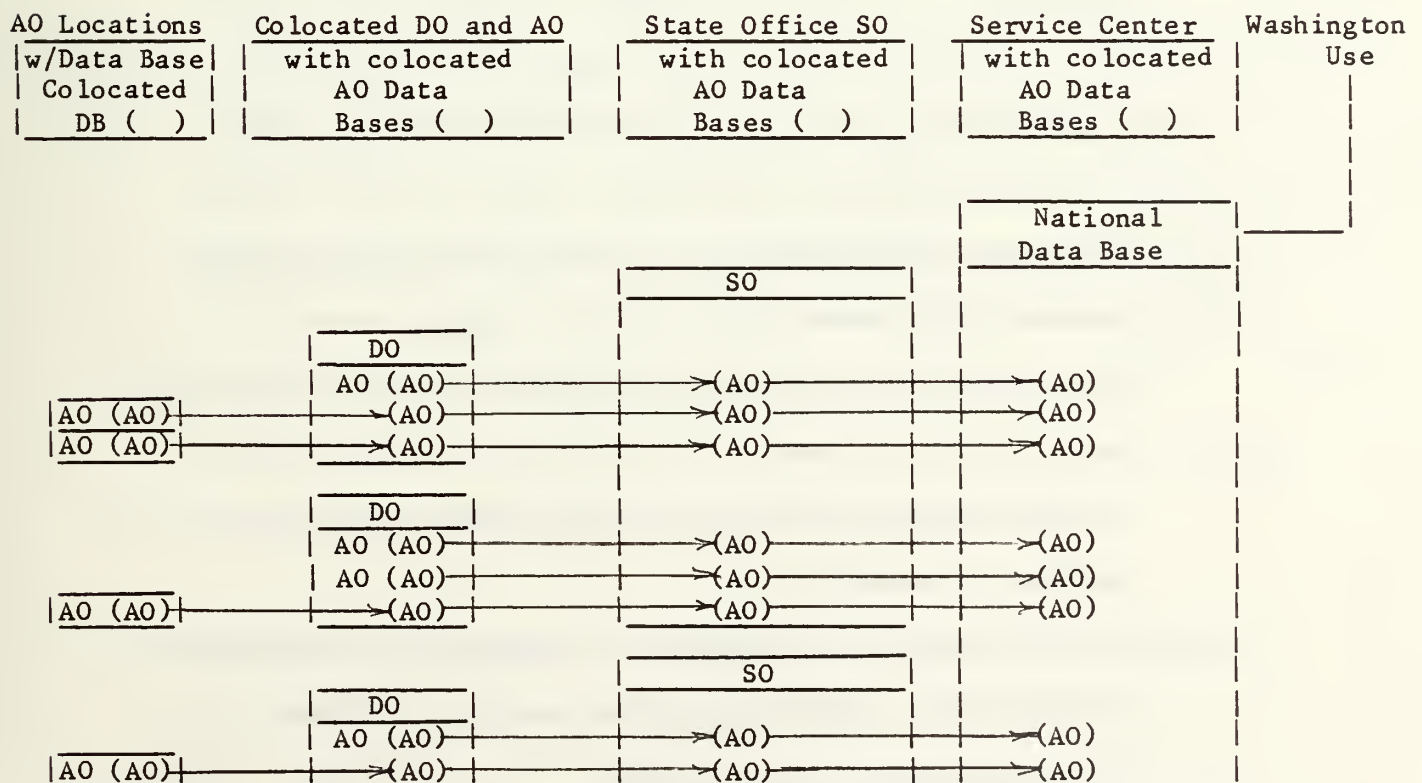 AO Locations Colocated DO and AO State Office SO Service Center Washington
w/Data Base with colocated with colocated with colocated Use
Colocated AO Data AO Data AO Data
DB ( ) Bases ( ) Bases ( ) Bases ( )
National
Data Base
SO
DO
AO (AO) (AO) (AO)
AO (AO) (AO) (AO) (AO)
AO (AO) (AO) (AO) (AO)
DO
AO (AO) (AO) (AO)
AO (AO) (AO) (AO)
AO (AO) (AO) (AO) (AO)
SO
DO
AO (AO) (AO) (AO)
AO (AO) (AO) (AO) (AO)